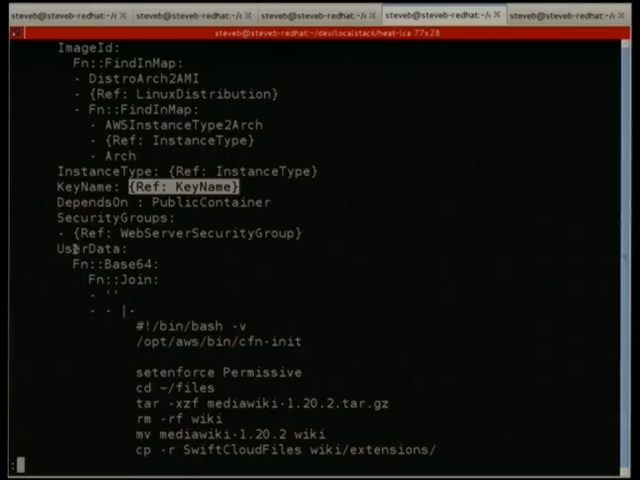 steveb@steveb-redhat:~/ steveb@steveb-redhat:~/ steveb@steveb-redhat:~/ steveb@steveb-redhat:~/ steveb@steveb-redhat:~/
steveb@steveb-redhat:~/dev/localstack/heat-lca 77x28
ImageId:
Fn::FindInMap:
- DistroArch2AMI
- {Ref: LinuxDistribution}
- Fn::FindInMap:
- AWSInstanceType2Arch
- {Ref: InstanceType}
- Arch
InstanceType: {Ref: InstanceType}
KeyName: {Ref: KeyName}
DependsOn : PublicContainer
SecurityGroups:
- {Ref: WebServerSecurityGroup}
UserData:
Fn::Base64:
Fn::Join:
- ''
- - |-
#!/bin/bash -v
/opt/aws/bin/cfn-init
setenforce Permissive
cd ~/files
tar -xzf mediawiki-1.20.2.tar.gz
rm -rf wiki
mv mediawiki-1.20.2 wiki
cp -r SwiftCloudFiles wiki/extensions/
: